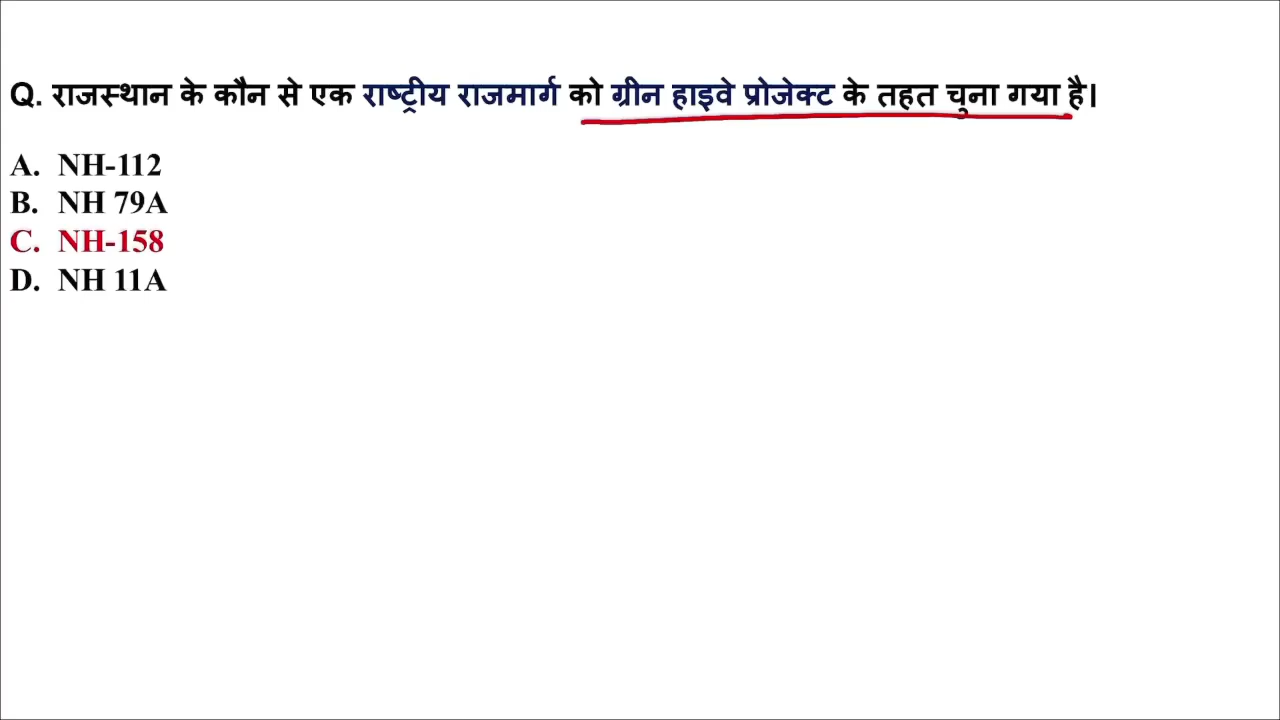 Q. राजस्थान के कौन से एक राष्ट्रीय राजमार्ग को ग्रीन हाइवे प्रोजेक्ट के तहत चुना गया है।
A. NH-112
B. NH 79A
C. NH-158
D. NH 11A